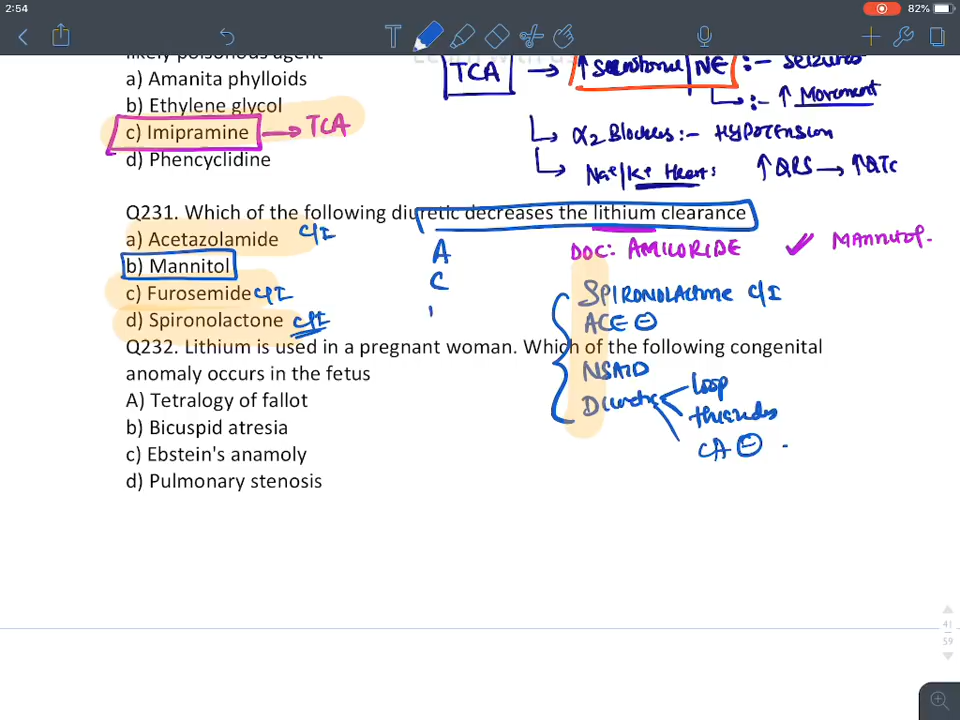 2:54
82%
likely poisonous agent
TCA → ↑ Serotonin / NE :- Seizures
a) Amanita phylloids
:- ↑ Movement
b) Ethylene glycol
c) Imipramine → TCA
α2 Blockers :- Hypotension
d) Phencyclidine
Na+/K+ Heart: ↑QRS → ↑QTc
Q231. Which of the following diuretic decreases the lithium clearance
a) Acetazolamide C/I
DOC: AMILORIDE ✓ MANNITOL.
A
b) Mannitol
C
c) Furosemide C/I
SPIRONOLACTONE C/I
d) Spironolactone C/I
ACE ⊖
Q232. Lithium is used in a pregnant woman. Which of the following congenital
anomaly occurs in the fetus
NSAID
Loop
A) Tetralogy of fallot
Diuretic
thiazides
b) Bicuspid atresia
CA ⊖ -
c) Ebstein's anamoly
d) Pulmonary stenosis
41
59